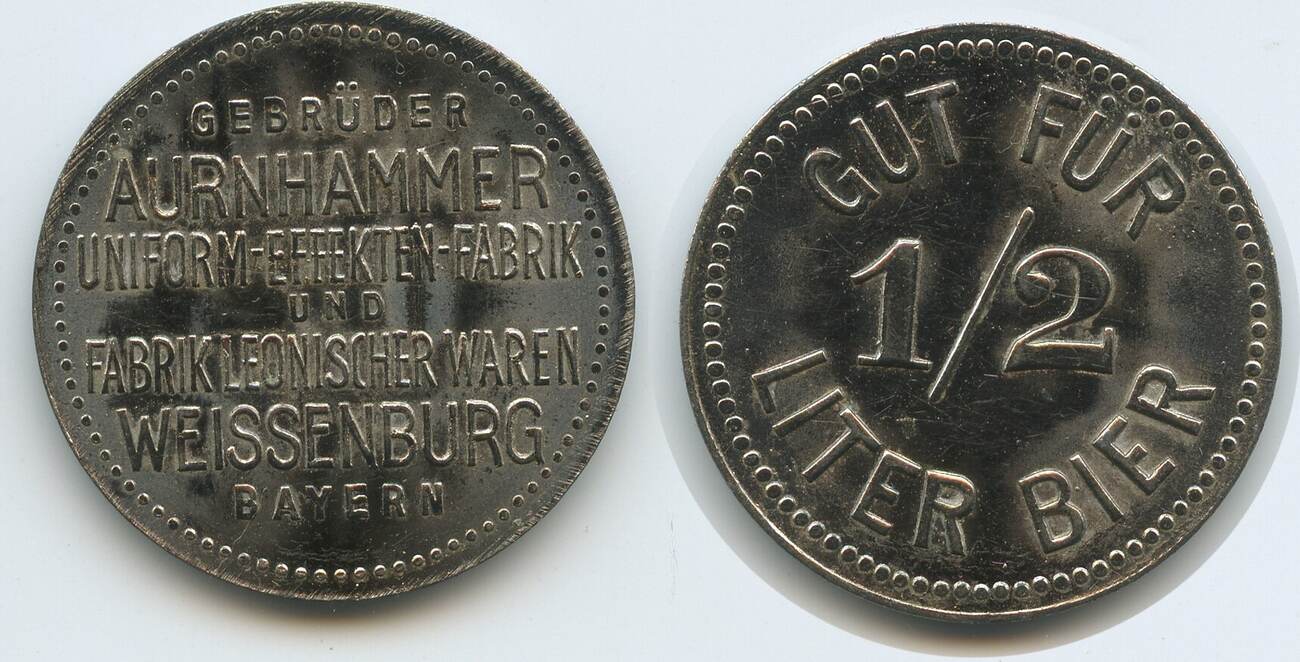 GEBRÜDER
AURNHAMMER
UNIFORM-EFFEKTEN-FABRIK
UND
FABRIK LEONISCHER WAREN
WEISSENBURG
BAYERN
GUT FÜR
1/2
LITER BIER